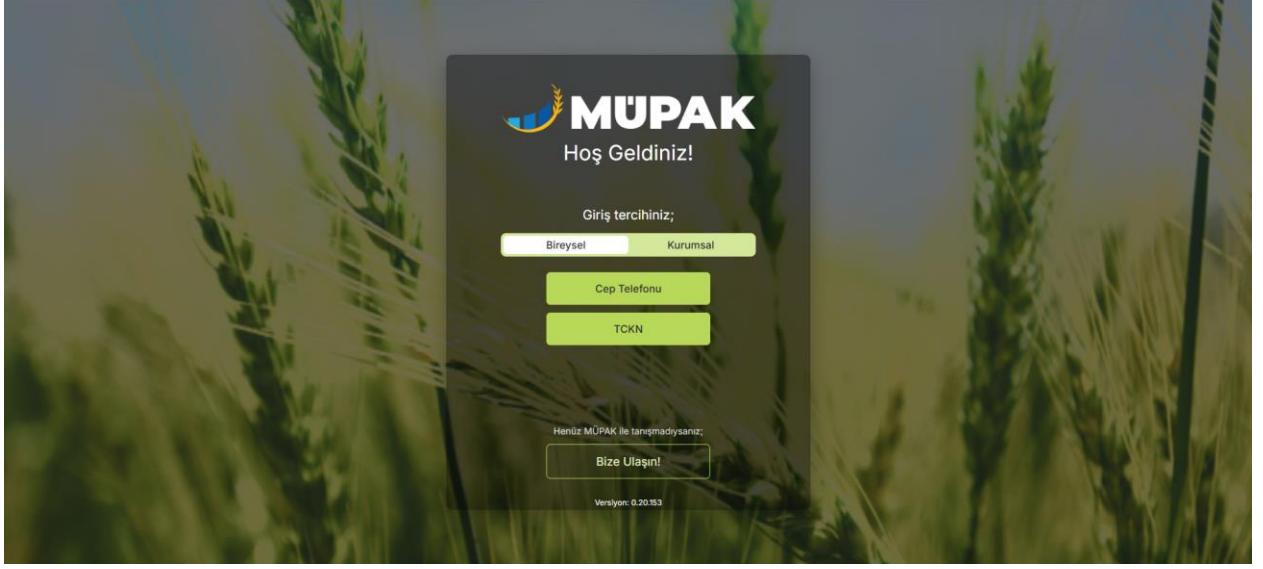 MÜPAK
Hoş Geldiniz!
Giriş tercihiniz;
Bireysel Kurumsal
Cep Telefonu
TCKN
Henüz MÜPAK ile tanışmadıysanız;
Bize Ulaşın!
Versiyon: 0.20.153